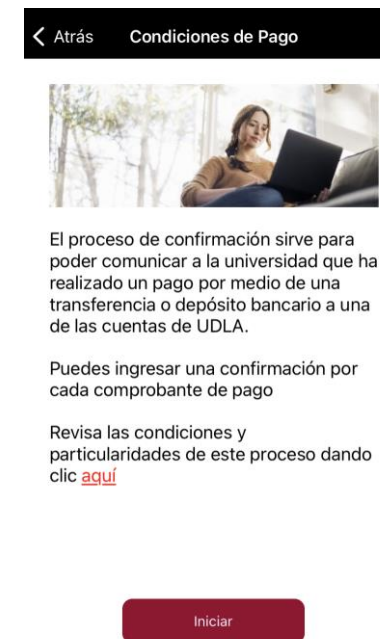 Atrás Condiciones de Pago
El proceso de confirmación sirve para
poder comunicar a la universidad que ha
realizado un pago por medio de una
transferencia o depósito bancario a una
de las cuentas de UDLA.
Puedes ingresar una confirmación por
cada comprobante de pago
Revisa las condiciones y
particularidades de este proceso dando
clic aquí
Iniciar